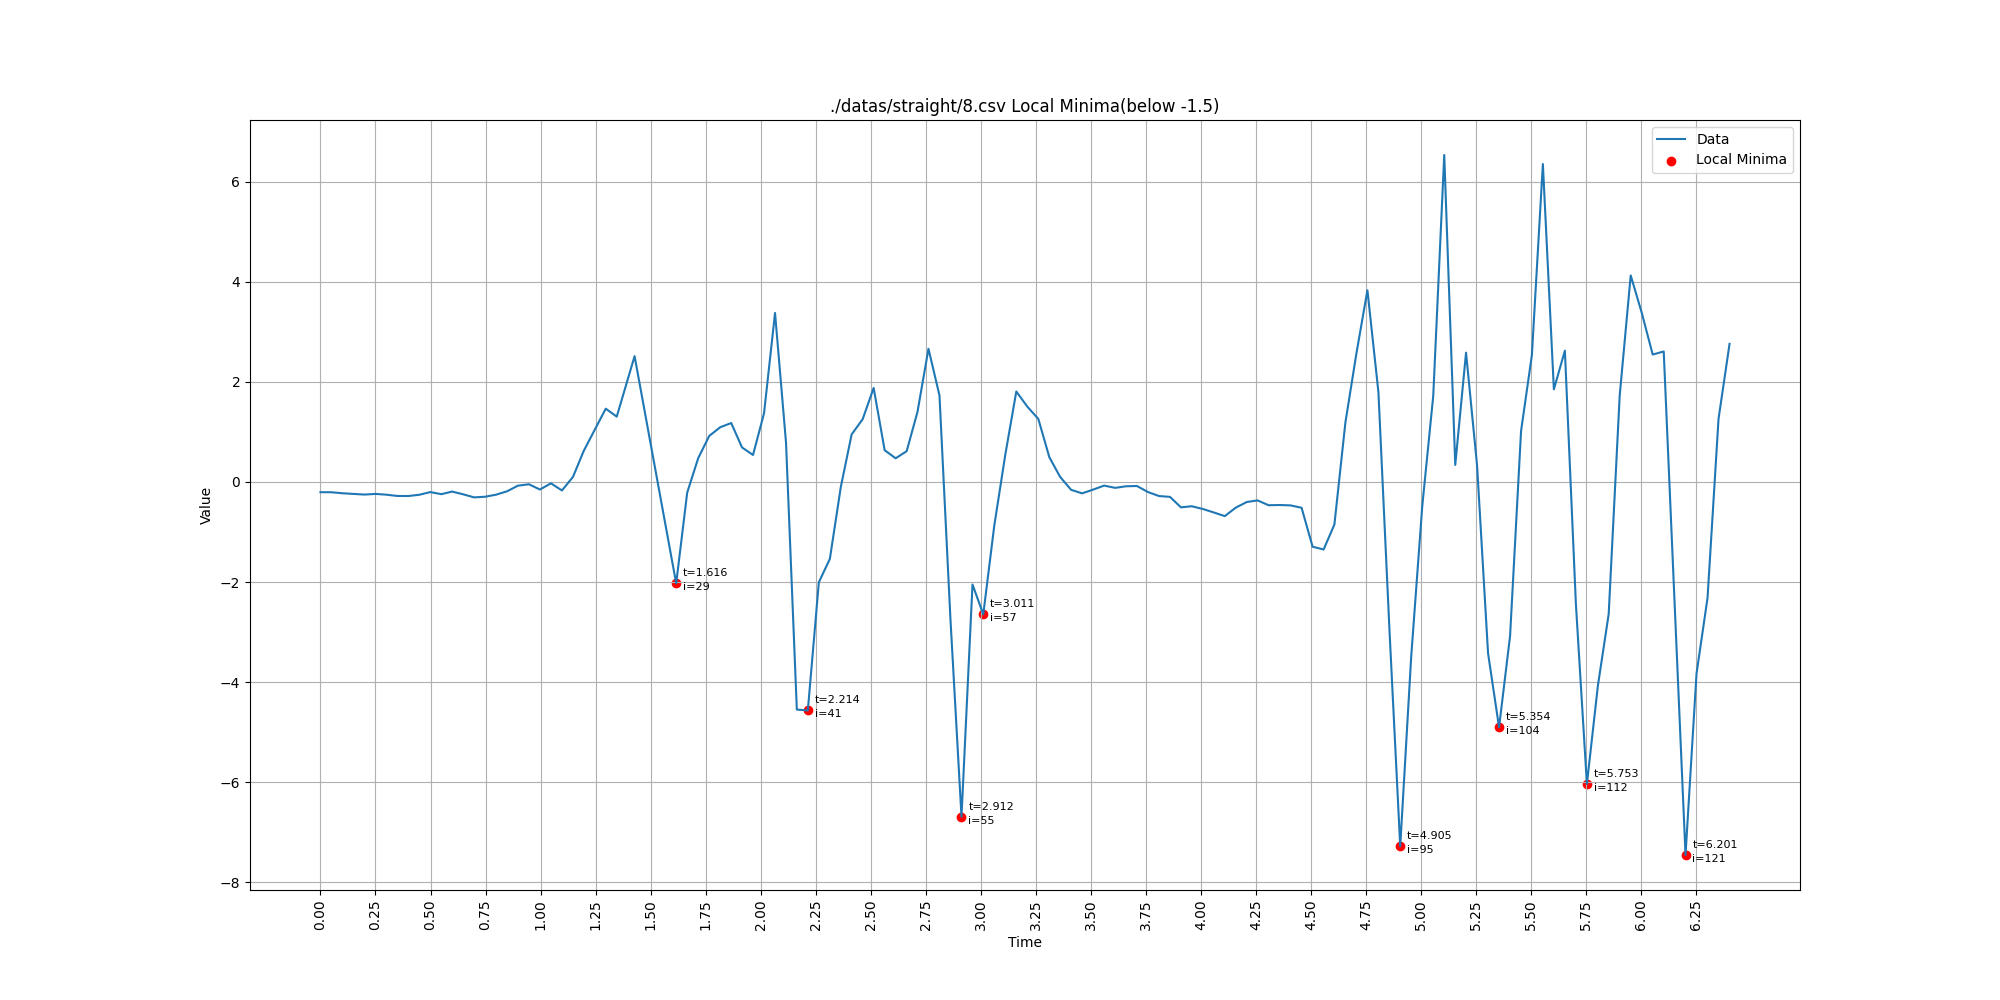 ./datas/straight/8.csv Local Minima(below -1.5)
Data
Local Minima
6
4
2
0
−2
−4
−6
−8
Value
t=1.616
i=29
t=2.214
i=41
t=2.912
i=55
t=3.011
i=57
t=4.905
i=95
t=5.354
i=104
t=5.753
i=112
t=6.201
i=121
0.00
0.25
0.50
0.75
1.00
1.25
1.50
1.75
2.00
2.25
2.50
2.75
3.00
3.25
3.50
3.75
4.00
4.25
4.50
4.75
5.00
5.25
5.50
5.75
6.00
6.25
Time